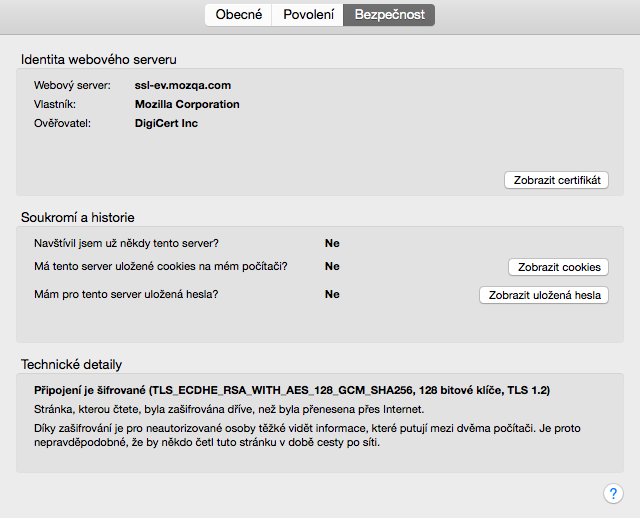 Obecné Povolení Bezpečnost
Identita webového serveru
Webový server: ssl-ev.mozqa.com
Vlastník: Mozilla Corporation
Ověřovatel: DigiCert Inc
Zobrazit certifikát
Soukromí a historie
Navštívil jsem už někdy tento server? Ne
Má tento server uložené cookies na mém počítači? Ne Zobrazit cookies
Mám pro tento server uložená hesla? Ne Zobrazit uložená hesla
Technické detaily
Připojení je šifrované (TLS_ECDHE_RSA_WITH_AES_128_GCM_SHA256, 128 bitové klíče, TLS 1.2)
Stránka, kterou čtete, byla zašifrována dříve, než byla přenesena přes Internet.
Díky zašifrování je pro neautorizované osoby těžké vidět informace, které putují mezi dvěma počítači. Je proto
nepravděpodobné, že by někdo četl tuto stránku v době cesty po síti.
?